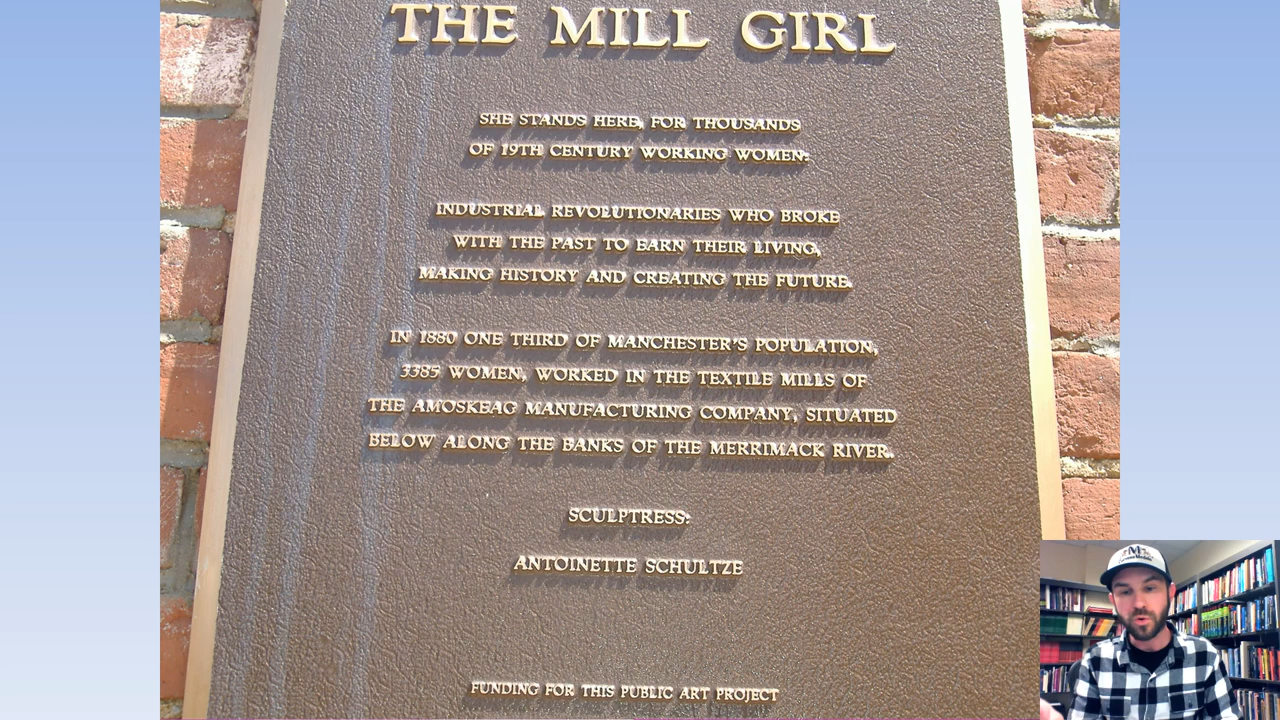 THE MILL GIRL
SHE STANDS HERE, FOR THOUSANDS
OF 19TH CENTURY WORKING WOMEN:
INDUSTRIAL REVOLUTIONARIES WHO BROKE
WITH THE PAST TO EARN THEIR LIVING,
MAKING HISTORY AND CREATING THE FUTURE.
IN 1880 ONE THIRD OF MANCHESTER'S POPULATION,
3385 WOMEN, WORKED IN THE TEXTILE MILLS OF
THE AMOSKEAG MANUFACTURING COMPANY, SITUATED
BELOW ALONG THE BANKS OF THE MERRIMACK RIVER.
SCULPTRESS:
ANTOINETTE SCHULTZE
FUNDING FOR THIS PUBLIC ART PROJECT
M